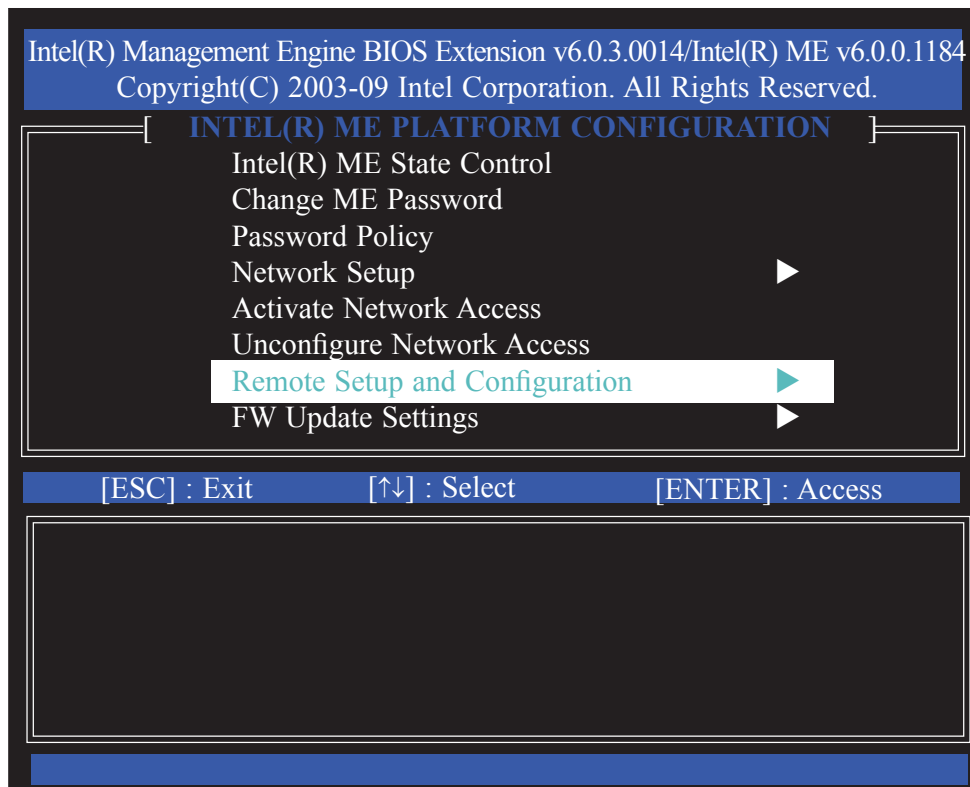 Intel(R) Management Engine BIOS Extension v6.0.3.0014/Intel(R) ME v6.0.0.1184
Copyright(C) 2003-09 Intel Corporation. All Rights Reserved.
[ INTEL(R) ME PLATFORM CONFIGURATION ]
Intel(R) ME State Control
Change ME Password
Password Policy
Network Setup ▶
Activate Network Access
Unconfigure Network Access
Remote Setup and Configuration ▶
FW Update Settings ▶
[ESC] : Exit [↑↓] : Select [ENTER] : Access